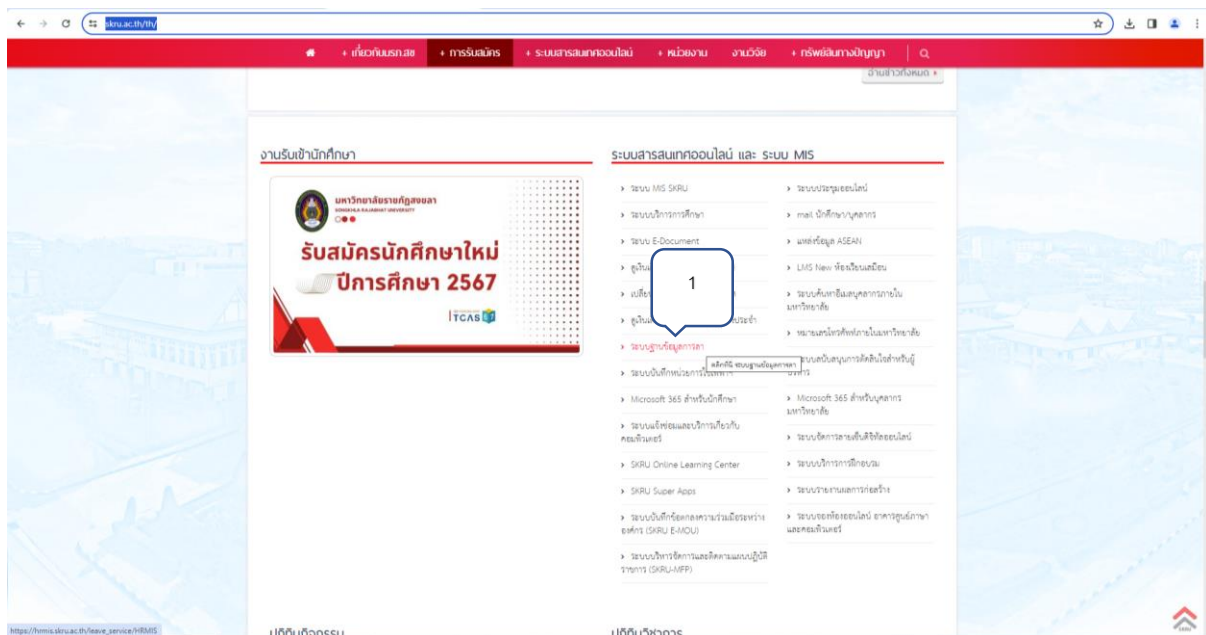 skru.ac.th/th/
+ เกี่ยวกับมรภ.สข
+ การรับสมัคร
+ ระบบสารสนเทศออนไลน์
+ หน่วยงาน
งานวิจัย
+ ทรัพย์สินทางปัญญา
อ่านข่าวทั้งหมด
งานรับเข้านักศึกษา
มหาวิทยาลัยราชภัฏสงขลา
SONGKHLA RAJABHAT UNIVERSITY
รับสมัครนักศึกษาใหม่
ปีการศึกษา 2567
TCAS
ระบบสารสนเทศออนไลน์ และ ระบบ MIS
ระบบ MIS SKRU
ระบบบริการการศึกษา
ระบบ E-Document
1
ระบบฐานข้อมูลการลา
คลิกที่นี่ ระบบฐานข้อมูลการลา
Microsoft 365 สำหรับนักศึกษา
ระบบแจ้งซ่อมและบริการเกี่ยวกับ
คอมพิวเตอร์
SKRU Online Learning Center
SKRU Super Apps
ระบบบันทึกข้อตกลงความร่วมมือระหว่าง
องค์กร (SKRU E-MOU)
ระบบบริหารจัดการและติดตามแผนปฏิบัติ
ราชการ (SKRU-MFP)
ระบบประชุมออนไลน์
mail นักศึกษา/บุคลากร
แหล่งข้อมูล ASEAN
LMS New ห้องเรียนเสมือน
ระบบค้นหาอีเมลบุคลากรภายใน
มหาวิทยาลัย
หมายเลขโทรศัพท์ภายในมหาวิทยาลัย
ระบบสนับสนุนการตัดสินใจสำหรับผู้
บริหาร
Microsoft 365 สำหรับบุคลากร
มหาวิทยาลัย
ระบบจัดการลายเซ็นดิจิทัลออนไลน์
ระบบบริการการฝึกอบรม
ระบบรายงานผลการก่อสร้าง
ระบบจองห้องออนไลน์ อาคารศูนย์ภาษา
และคอมพิวเตอร์
ปฏิทินกิจกรรม
ปฏิทินวิชาการ
https://hrmis.skru.ac.th/leave_service/HRMIS